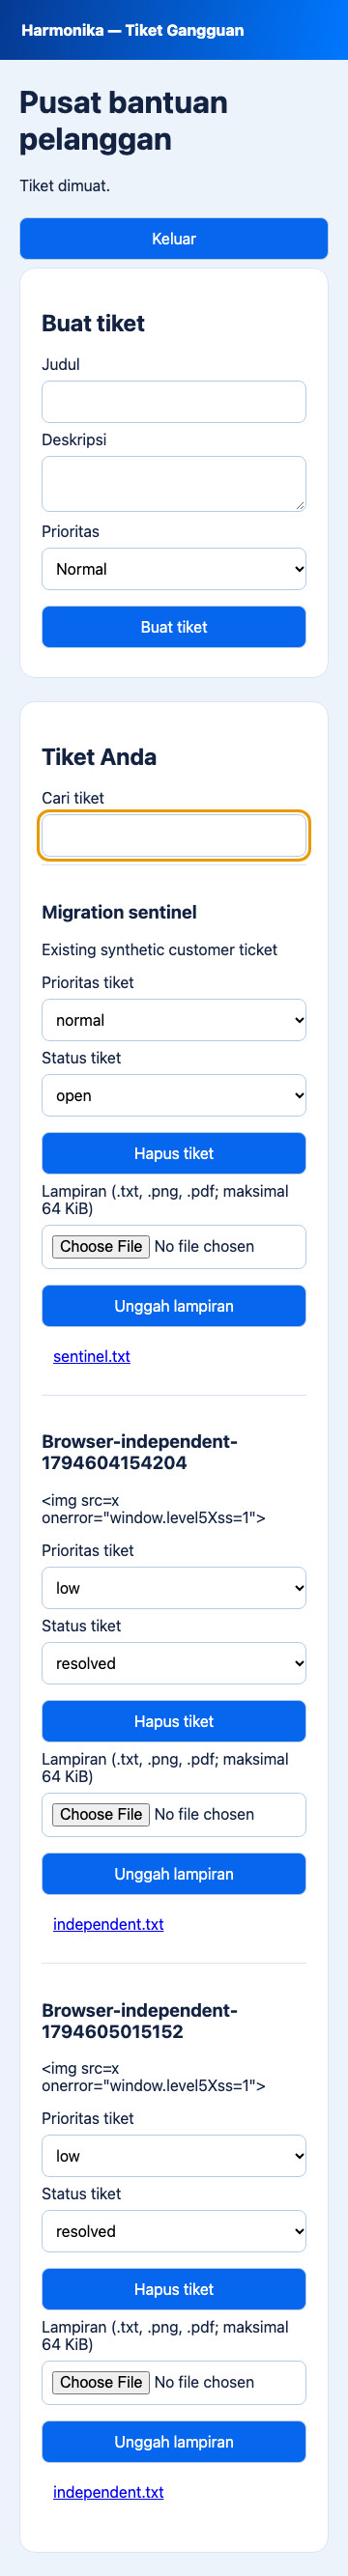 Harmonika — Tiket Gangguan
Pusat bantuan
pelanggan
Tiket dimuat.
Keluar
Buat tiket
Judul
Deskripsi
Prioritas
Normal
Buat tiket
Tiket Anda
Cari tiket
Migration sentinel
Existing synthetic customer ticket
Prioritas tiket
normal
Status tiket
open
Hapus tiket
Lampiran (.txt, .png, .pdf; maksimal
64 KiB)
Choose File No file chosen
Unggah lampiran
sentinel.txt
Browser-independent-
1794604154204
<img src=x
onerror="window.level5Xss=1">
Prioritas tiket
low
Status tiket
resolved
Hapus tiket
Lampiran (.txt, .png, .pdf; maksimal
64 KiB)
Choose File No file chosen
Unggah lampiran
independent.txt
Browser-independent-
1794605015152
<img src=x
onerror="window.level5Xss=1">
Prioritas tiket
low
Status tiket
resolved
Hapus tiket
Lampiran (.txt, .png, .pdf; maksimal
64 KiB)
Choose File No file chosen
Unggah lampiran
independent.txt